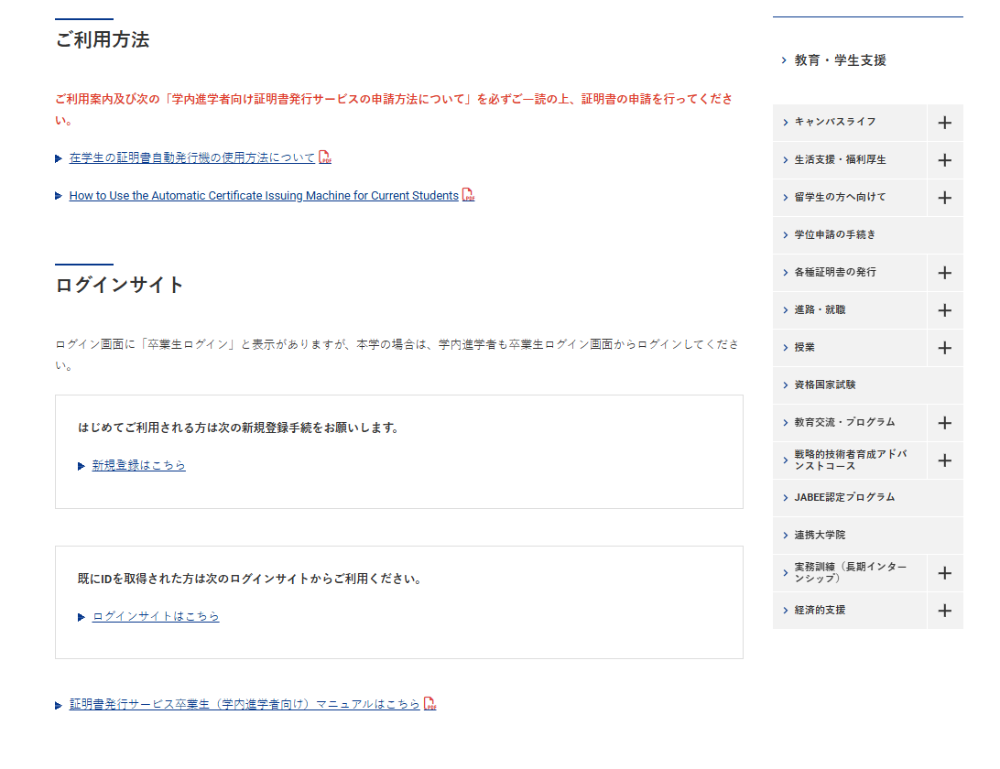 ご利用方法
ご利用案内及び次の「学内進学者向け証明書発行サービスの申請方法について」を必ずご一読の上、証明書の申請を行ってくださ
い。
在学生の証明書自動発行機の使用方法について
How to Use the Automatic Certificate Issuing Machine for Current Students
ログインサイト
ログイン画面に「卒業生ログイン」と表示がありますが、本学の場合は、学内進学者も卒業生ログイン画面からログインしてくださ
い。
はじめてご利用される方は次の新規登録手続をお願いします。
新規登録はこちら
既にIDを取得された方は次のログインサイトからご利用ください。
ログインサイトはこちら
証明書発行サービス卒業生（学内進学者向け）マニュアルはこちら
教育・学生支援
キャンパスライフ
生活支援・福利厚生
留学生の方へ向けて
学位申請の手続き
各種証明書の発行
進路・就職
授業
資格国家試験
教育交流・プログラム
戦略的技術者育成アドバ
ンストコース
JABEE認定プログラム
連携大学院
実務訓練（長期インター
ンシップ）
経済的支援